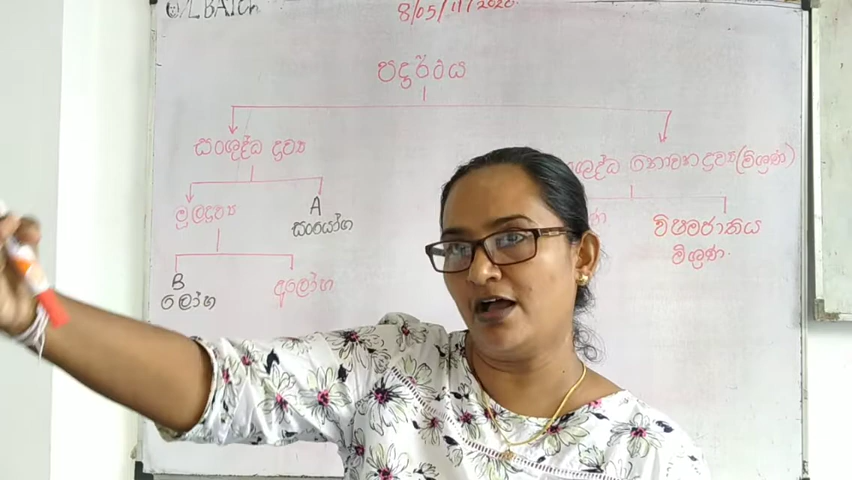 O/L BATCH
8/05/11/2020
පදාර්ථය
සංශුද්ධ ද්‍රව්‍ය
සංශුද්ධ නොවන ද්‍රව්‍ය(මිශ්‍රණ)
මූලද්‍රව්‍ය
A
සංයෝග
විෂමජාතීය
මිශ්‍රණ.
B
ලෝහ
අලෝහ